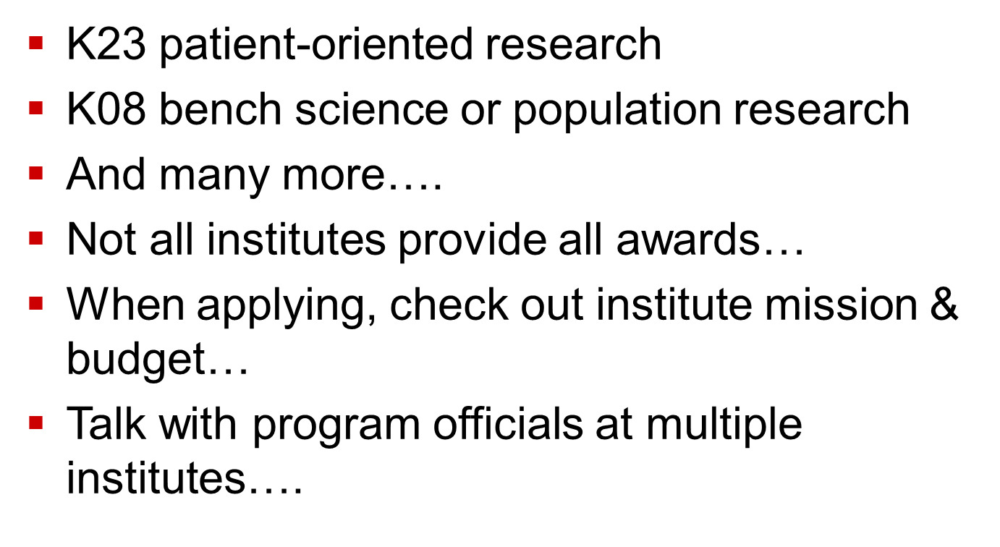 ▪ K23 patient-oriented research
▪ K08 bench science or population research
▪ And many more….
▪ Not all institutes provide all awards…
▪ When applying, check out institute mission &
budget…
▪ Talk with program officials at multiple
institutes….